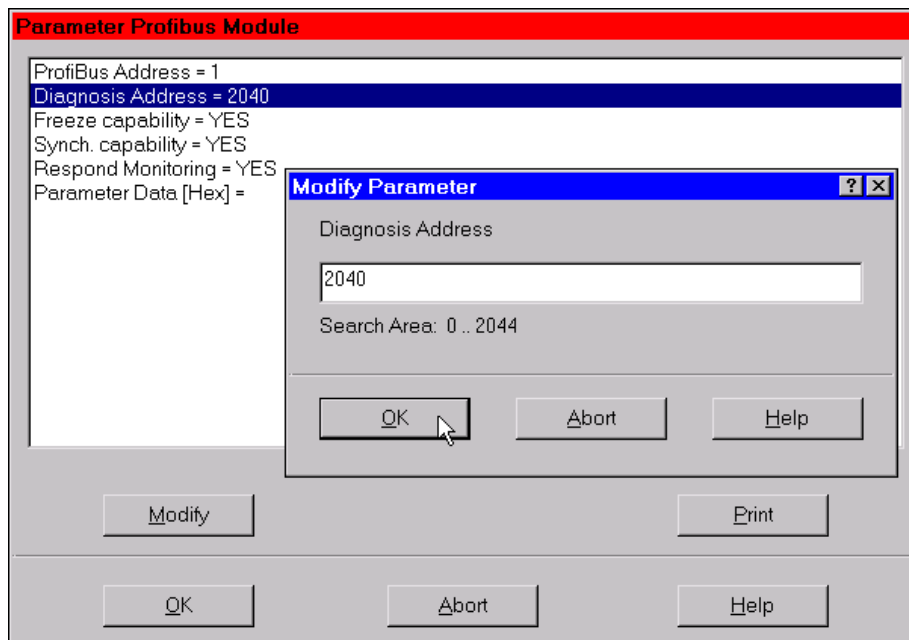 Parameter Profibus Module
ProfiBus Address = 1
Diagnosis Address = 2040
Freeze capability = YES
Synch. capability = YES
Respond Monitoring = YES
Parameter Data [Hex] =
Modify Parameter
Diagnosis Address
2040
Search Area: 0 .. 2044
OK Abort Help
Modify Print
OK Abort Help